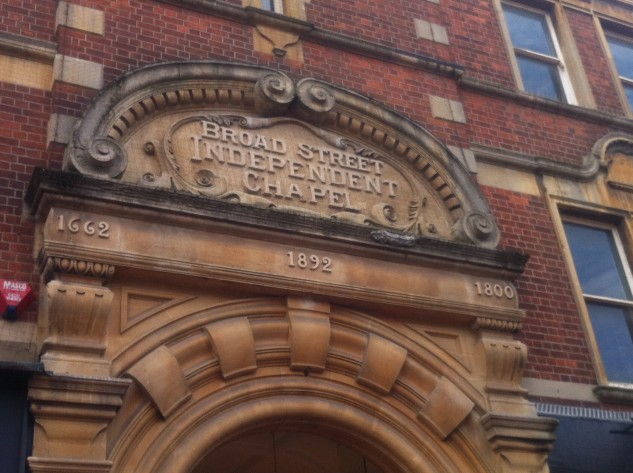 BROAD STREET
INDEPENDENT
CHAPEL
1662
1892
1800